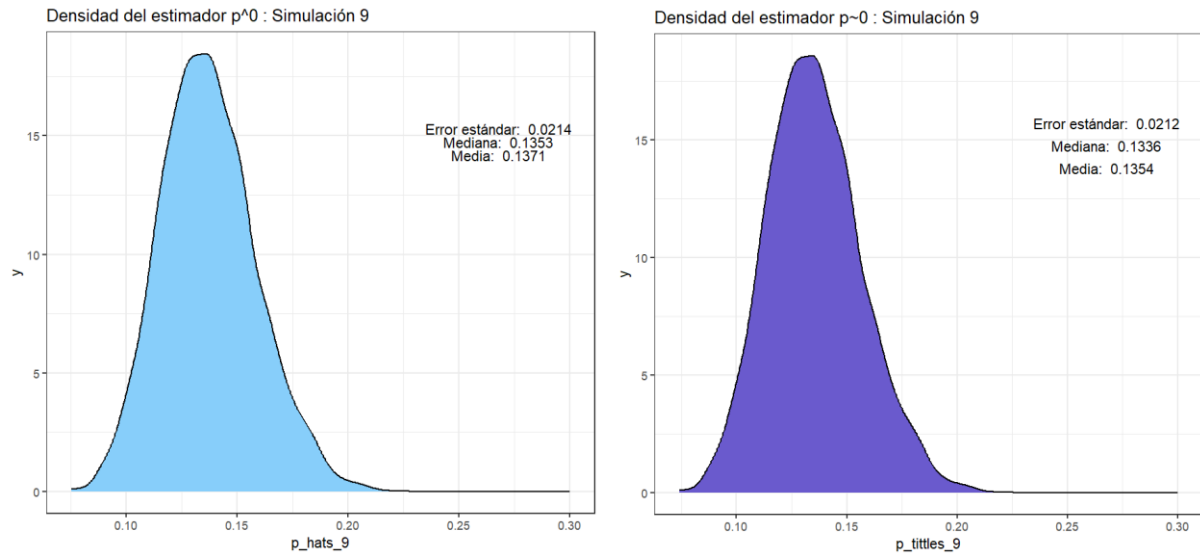 Densidad del estimador p^0 : Simulación 9
15
10
5
0
y
Error estándar: 0.0214
Mediana: 0.1353
Media: 0.1371
0.10 0.15 0.20 0.25 0.30
p_hats_9
Densidad del estimador p~0 : Simulación 9
15
10
5
0
y
Error estándar: 0.0212
Mediana: 0.1336
Media: 0.1354
0.10 0.15 0.20 0.25 0.30
p_tittles_9